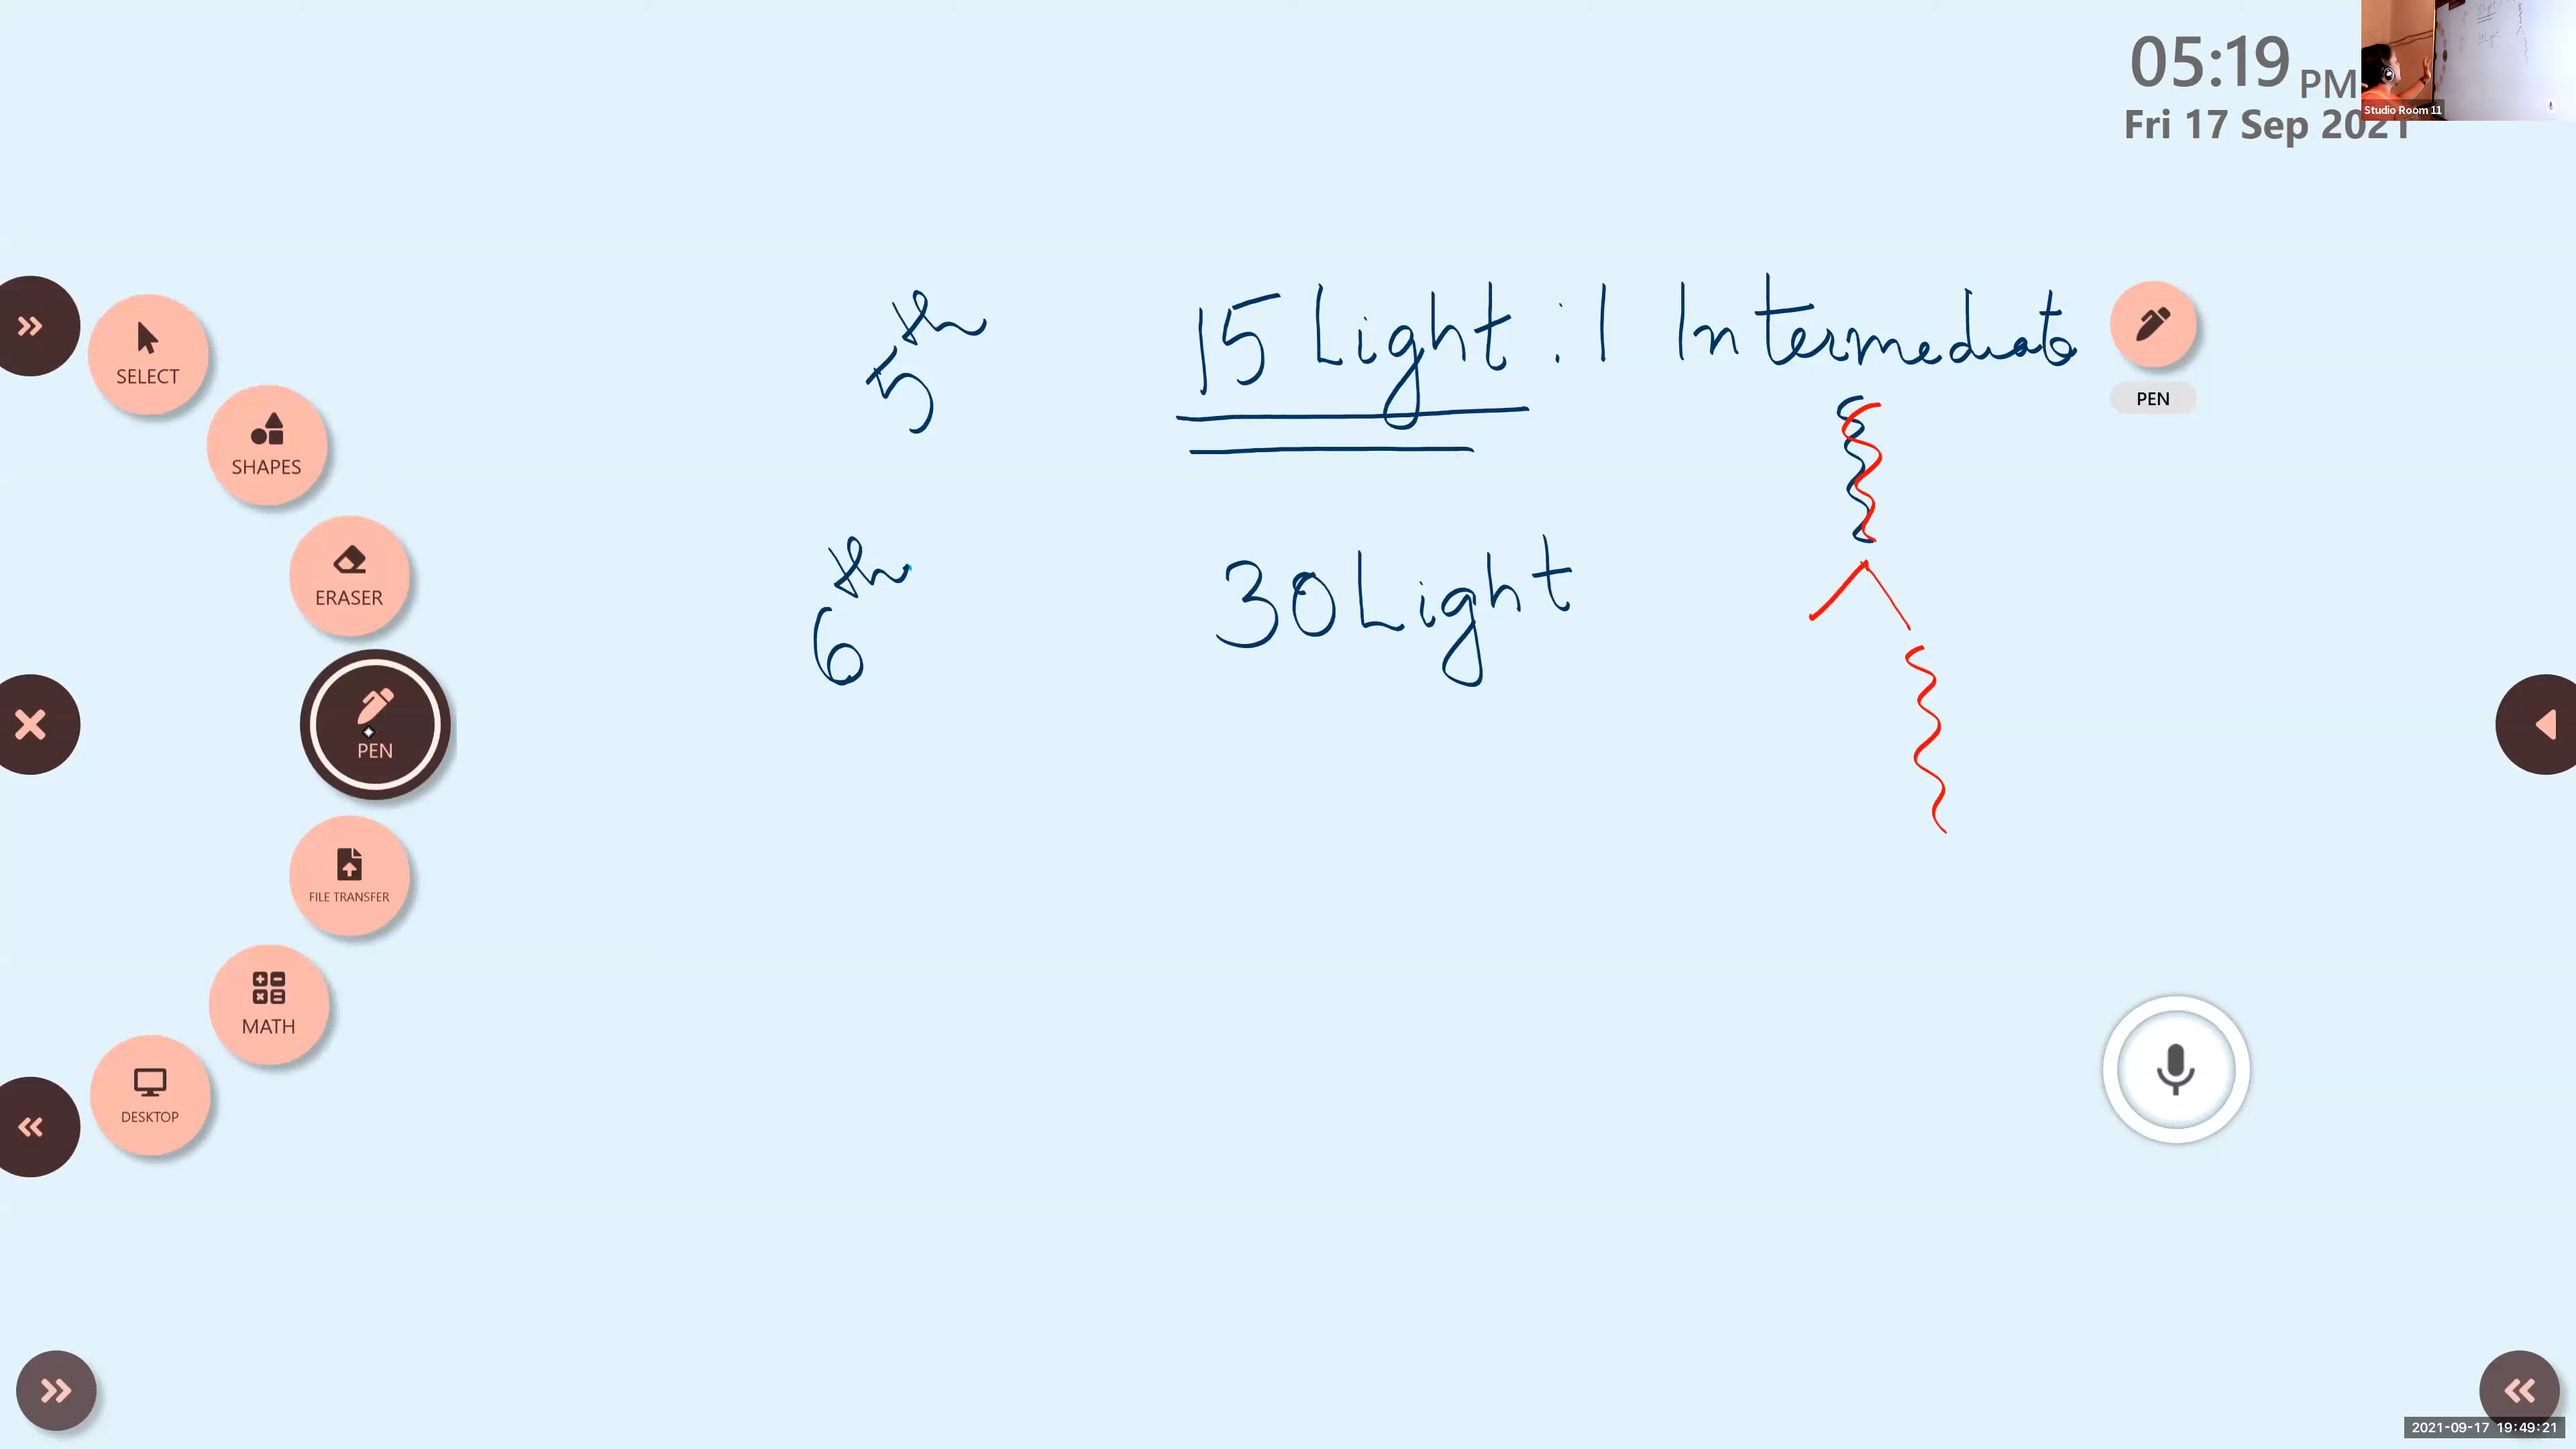 05:19 PM
Studio Room 11
Fri 17 Sep 2021
5th 15 Light : 1 Intermediate
PEN
6th 30 Light
SELECT
SHAPES
ERASER
PEN
FILE TRANSFER
MATH
DESKTOP
2021-09-17 19:49:21